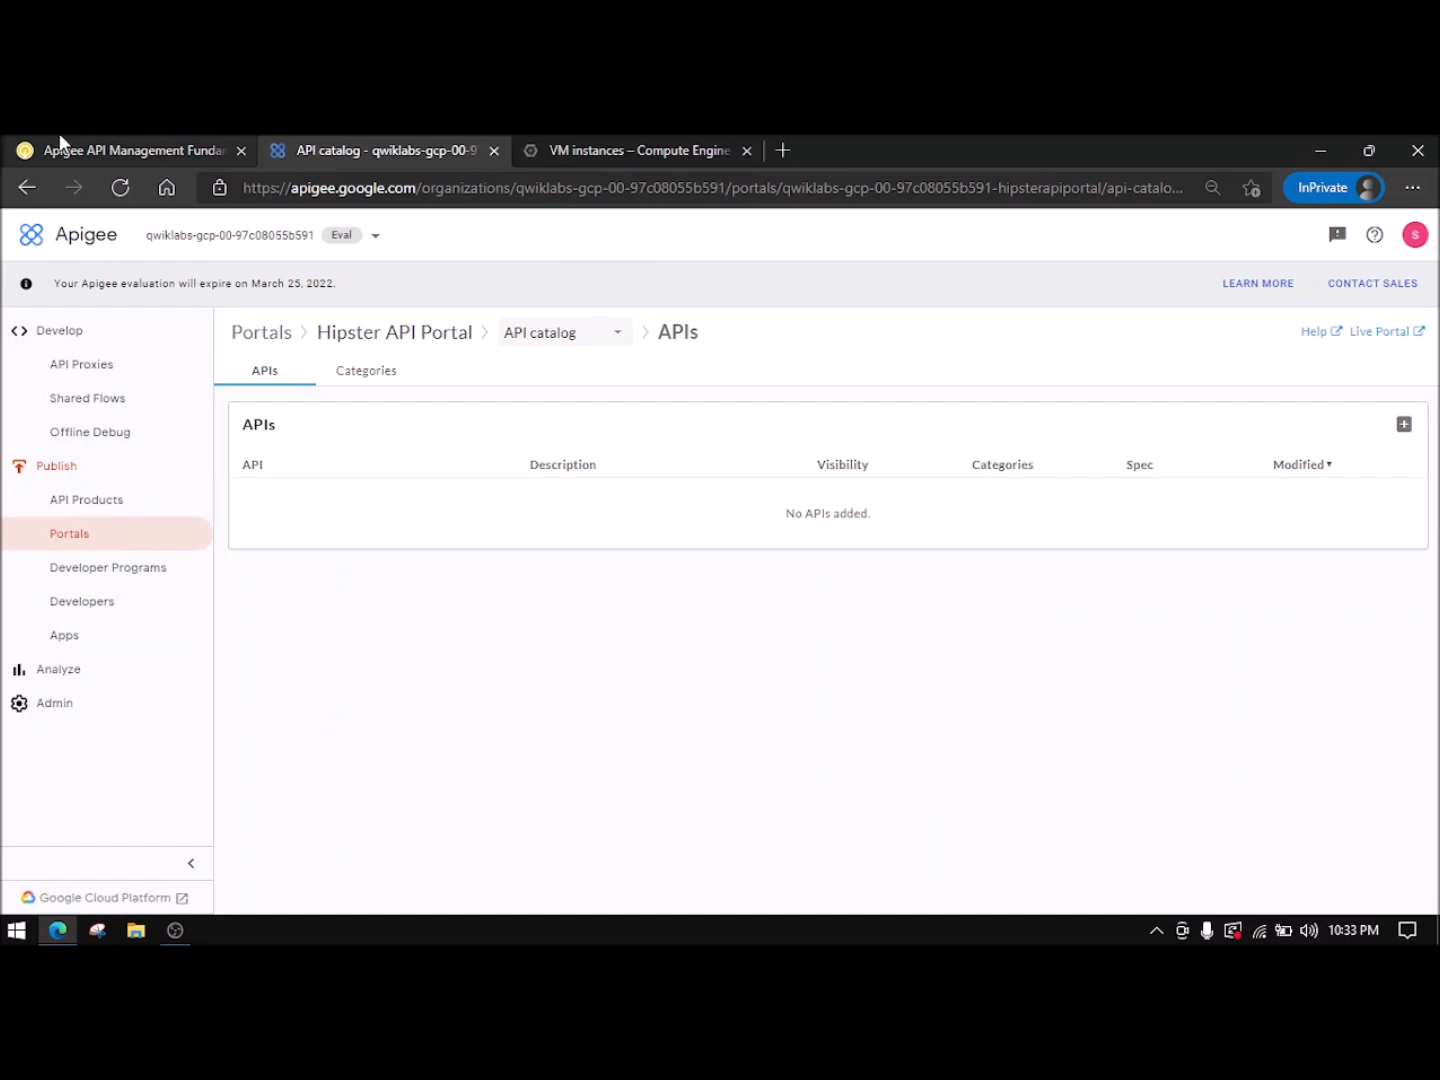 Apigee API Management Funda
API catalog - qwiklabs-gcp-00-9
VM instances – Compute Engine
https://apigee.google.com/organizations/qwiklabs-gcp-00-97c08055b591/portals/qwiklabs-gcp-00-97c08055b591-hipsterapiportal/api-catalo...
InPrivate
Apigee
qwiklabs-gcp-00-97c08055b591
Eval
S
Your Apigee evaluation will expire on March 25, 2022.
LEARN MORE
CONTACT SALES
Develop
API Proxies
Shared Flows
Offline Debug
Publish
API Products
Portals
Developer Programs
Developers
Apps
Analyze
Admin
Google Cloud Platform
Portals > Hipster API Portal > API catalog > APIs
Help
Live Portal
APIs
Categories
APIs
API
Description
Visibility
Categories
Spec
Modified
No APIs added.
10:33 PM